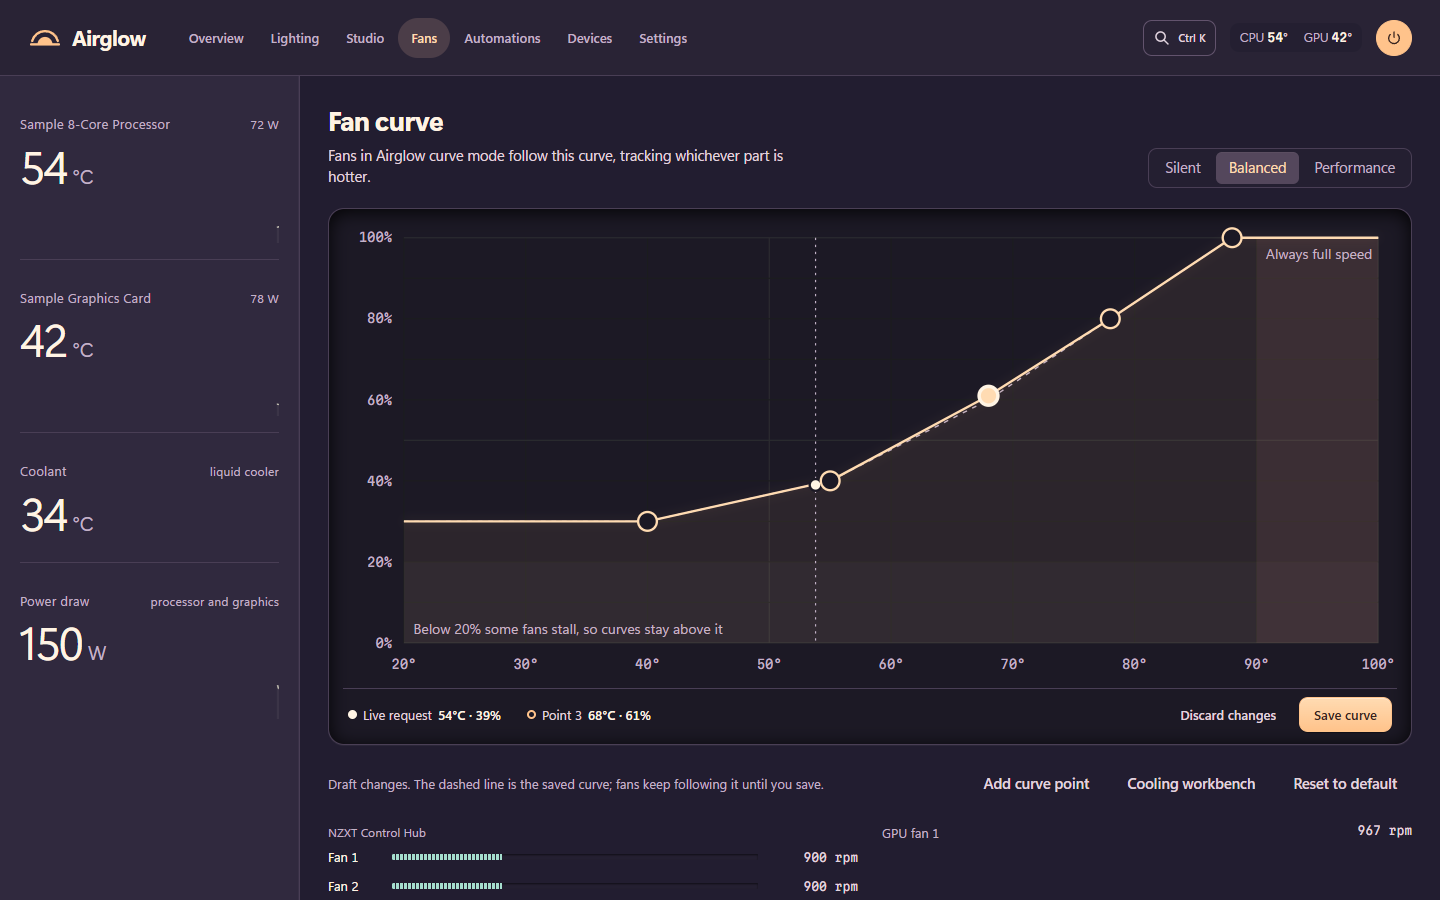 Airglow
Overview
Lighting
Studio
Fans
Automations
Devices
Settings
Ctrl K
CPU 54° GPU 42°
Sample 8-Core Processor
72 W
54 °C
Sample Graphics Card
78 W
42 °C
Coolant
liquid cooler
34 °C
Power draw
processor and graphics
150 W
Fan curve
Fans in Airglow curve mode follow this curve, tracking whichever part is
hotter.
Silent
Balanced
Performance
100%
80%
60%
40%
20%
0%
Always full speed
Below 20% some fans stall, so curves stay above it
20°
30°
40°
50°
60°
70°
80°
90°
100°
Live request 54°C · 39%
Point 3 68°C · 61%
Discard changes
Save curve
Draft changes. The dashed line is the saved curve; fans keep following it until you save.
Add curve point
Cooling workbench
Reset to default
NZXT Control Hub
Fan 1
900 rpm
Fan 2
900 rpm
GPU fan 1
967 rpm